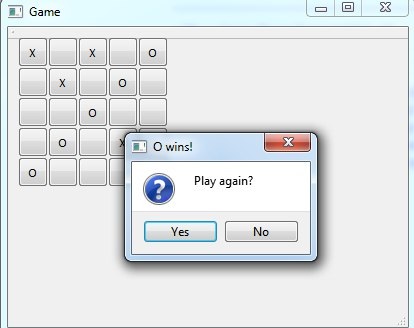 Game
X X O
X O
O
O X
O
O wins!
Play again?
Yes No